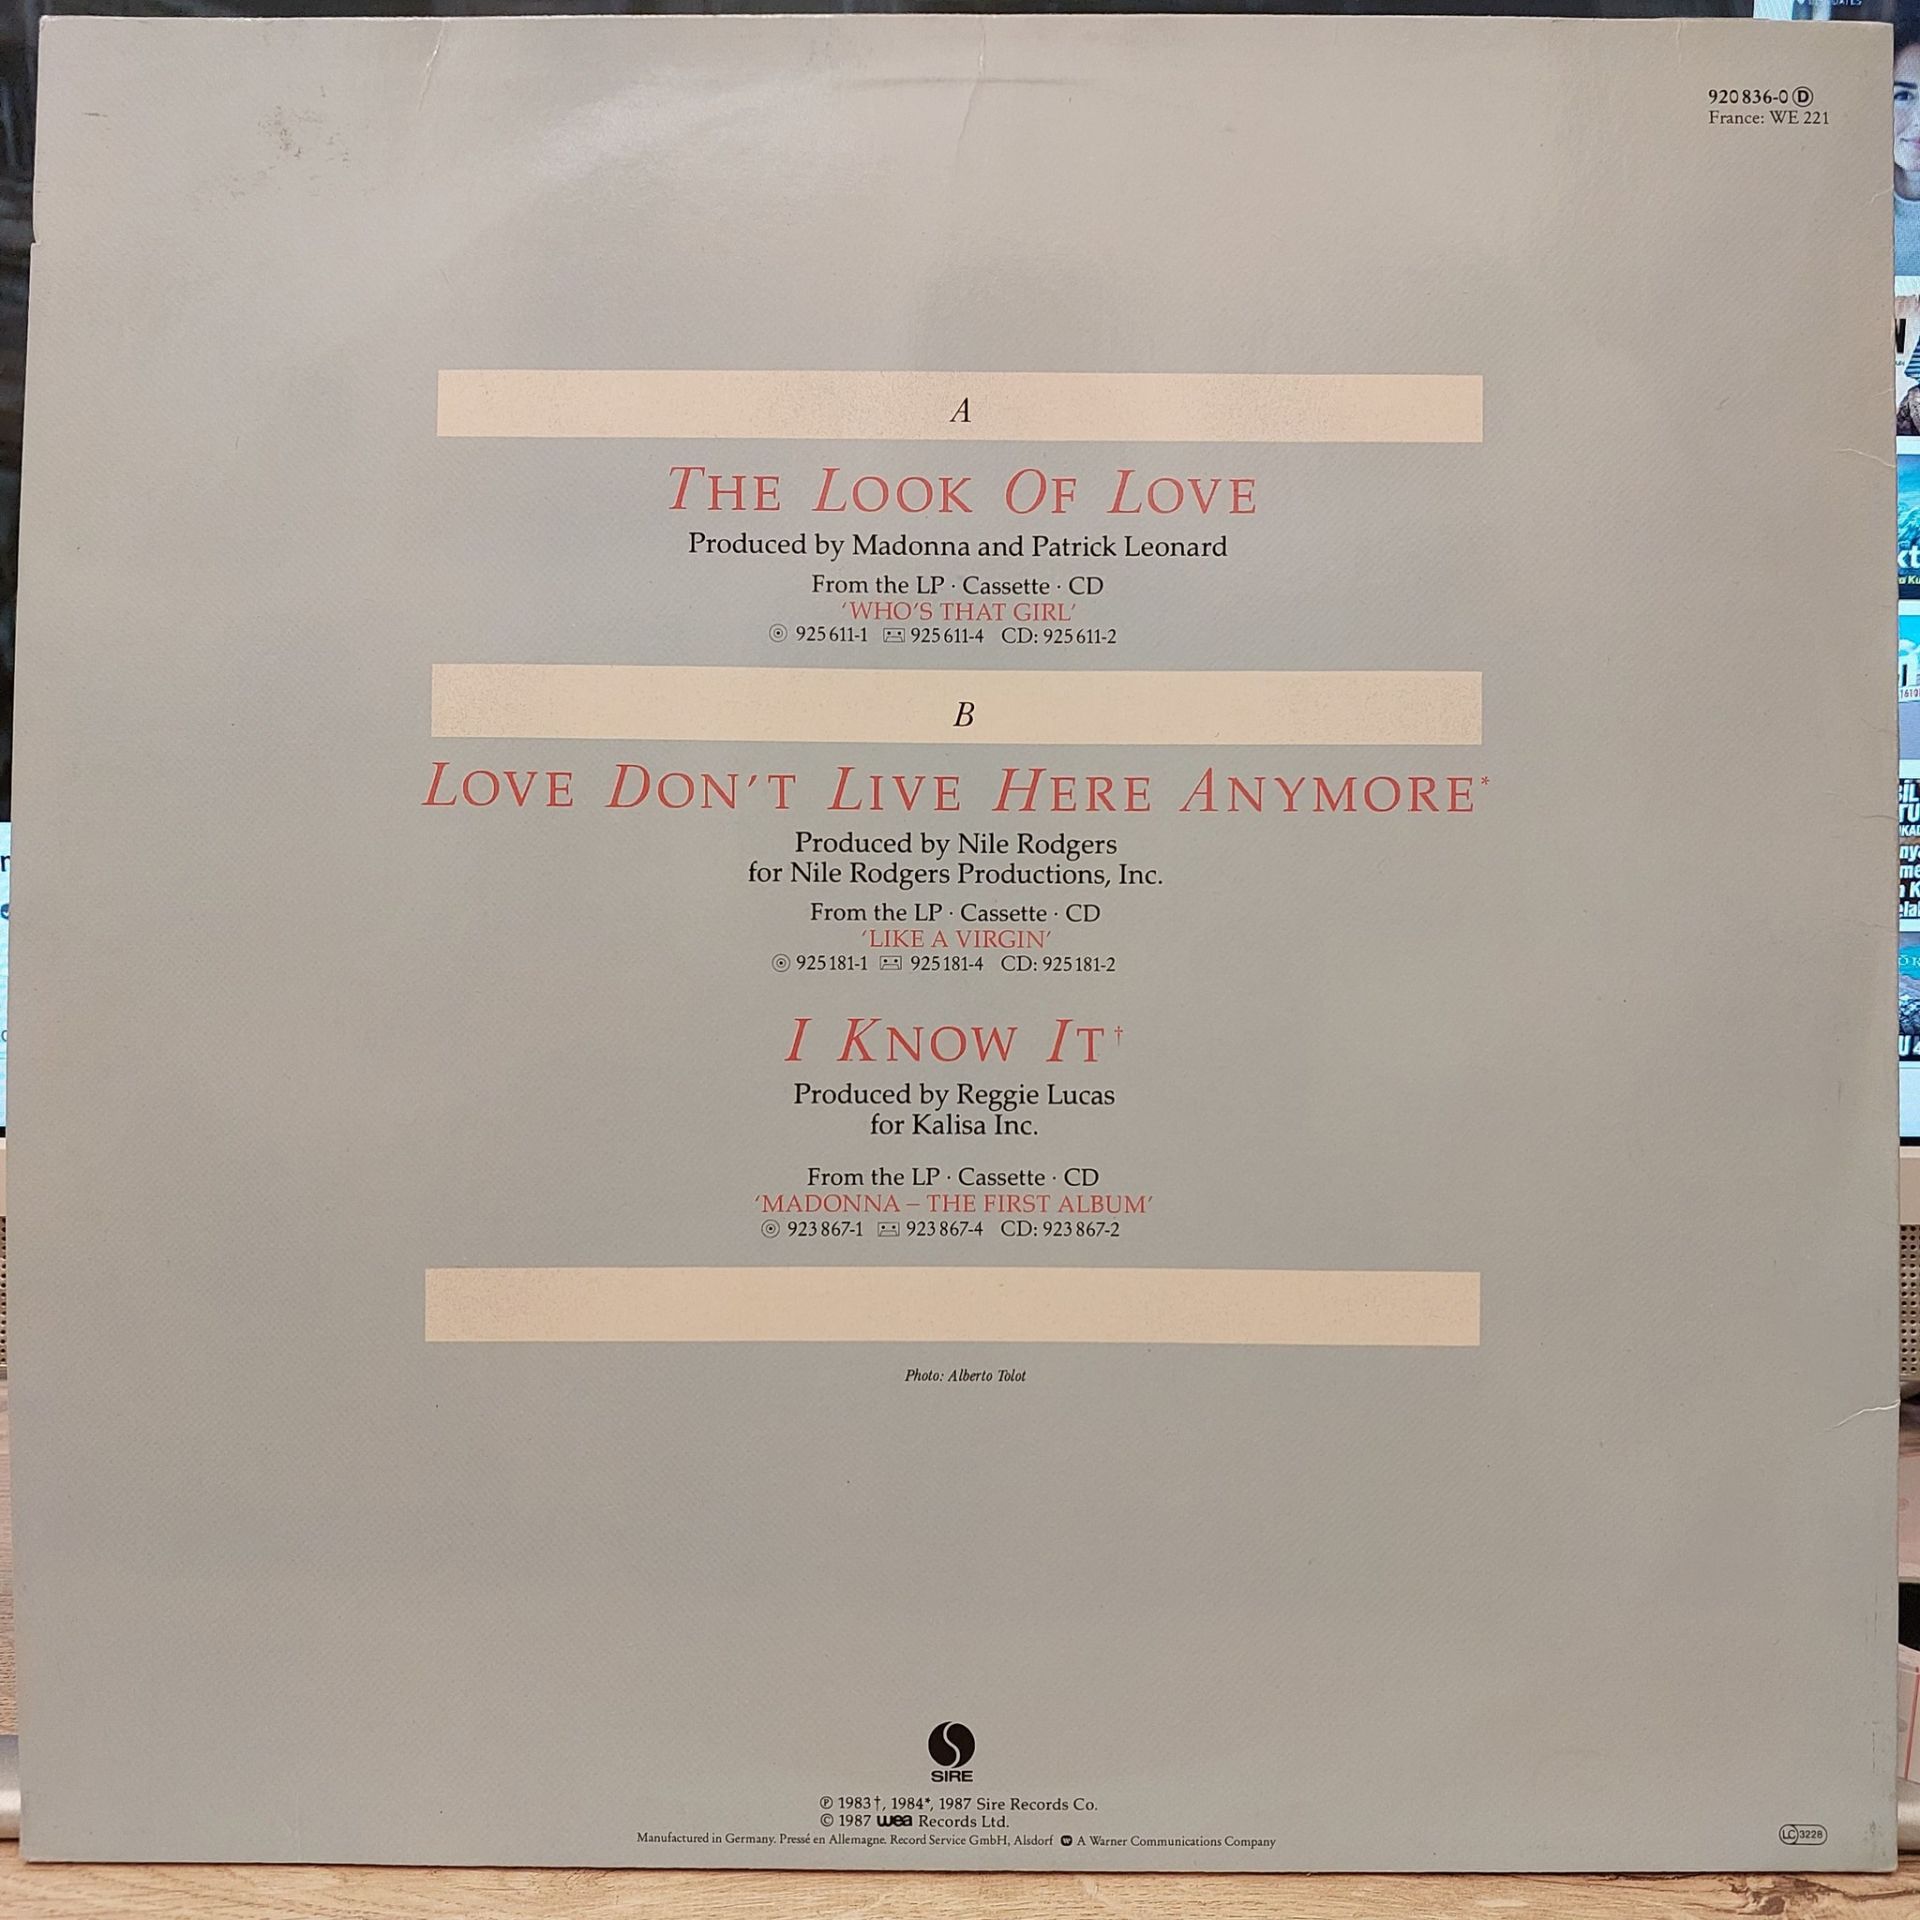 920 836-0 Ⓓ
France: WE 221
A
THE LOOK OF LOVE
Produced by Madonna and Patrick Leonard
From the LP · Cassette · CD
‘WHO’S THAT GIRL’
925 611-1 925 611-4 CD: 925 611-2
B
LOVE DON’T LIVE HERE ANYMORE*
Produced by Nile Rodgers
for Nile Rodgers Productions, Inc.
From the LP · Cassette · CD
‘LIKE A VIRGIN’
925 181-1 925 181-4 CD: 925 181-2
I KNOW IT†
Produced by Reggie Lucas
for Kalisa Inc.
From the LP · Cassette · CD
‘MADONNA – THE FIRST ALBUM’
923 867-1 923 867-4 CD: 923 867-2
Photo: Alberto Tolot
SIRE
℗ 1983†, 1984*, 1987 Sire Records Co.
© 1987 wea Records Ltd.
Manufactured in Germany. Pressé en Allemagne. Record Service GmbH, Alsdorf W A Warner Communications Company
LC 3228